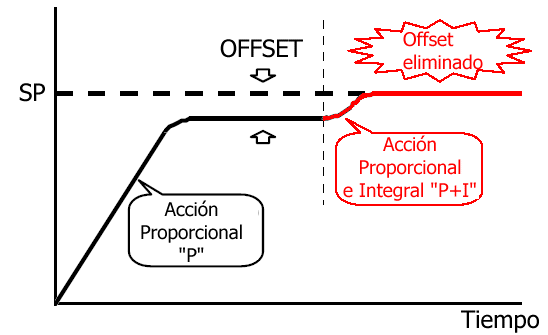 OFFSET
Offset
eliminado
SP
Acción
Proporcional
e Integral "P+I"
Acción
Proporcional
"P"
Tiempo